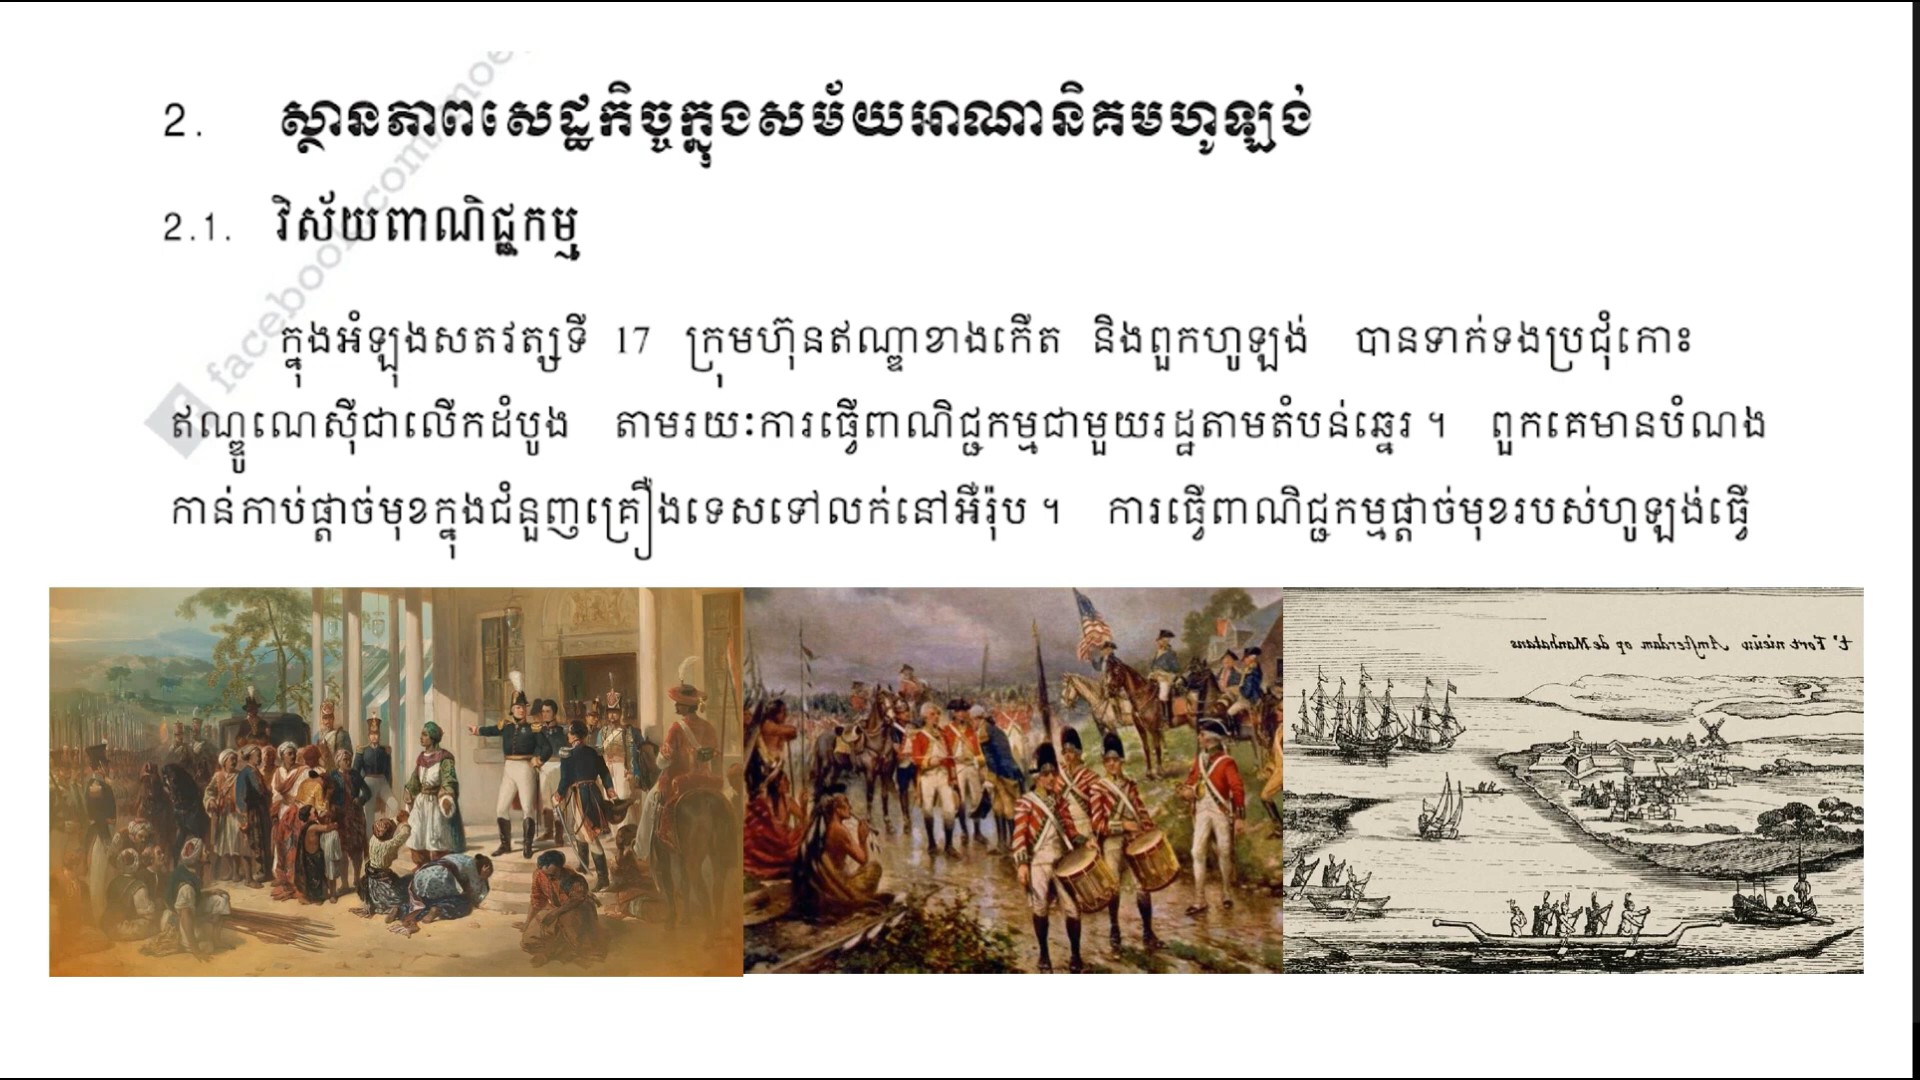 2. ស្ថានភាពសេដ្ឋកិច្ចក្នុងសម័យអាណានិគមហូឡង់
2.1. វិស័យពាណិជ្ជកម្ម
ក្នុងអំឡុងសតវត្សទី 17 ក្រុមហ៊ុនឥណ្ឌាខាងកើត និងពួកហូឡង់ បានទាក់ទងប្រជុំកោះ
ឥណ្ឌូណេស៊ីជាលើកដំបូង តាមរយៈការធ្វើពាណិជ្ជកម្មជាមួយរដ្ឋតាមតំបន់ឆ្នេរ ។ ពួកគេមានបំណង
កាន់កាប់ផ្តាច់មុខក្នុងជំនួញគ្រឿងទេសទៅលក់នៅអឺរ៉ុប ។ ការធ្វើពាណិជ្ជកម្មផ្តាច់មុខរបស់ហូឡង់ធ្វើ
facebook.com/moe
t' Fort nieuw Amsterdam op de Manhatans